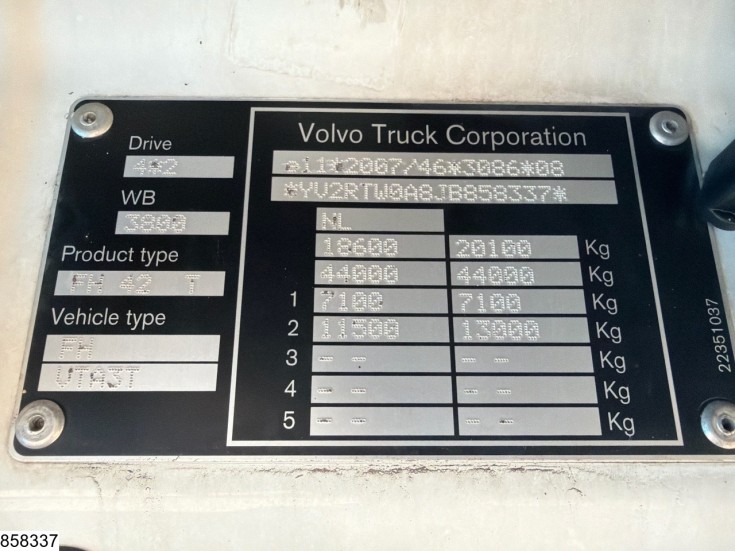 Volvo Truck Corporation
Drive
4*2
WB
3800
Product type
FH 42 T
Vehicle type
FH
VTA3T
e11*2007/46*3086*08
*YV2RTW0A8JB858337*
NL
18600 20100 Kg
44000 44000 Kg
1 7100 7100 Kg
2 11500 13000 Kg
3 -- -- -- -- Kg
4 -- -- -- -- Kg
5 -- -- -- -- Kg
22351037
858337